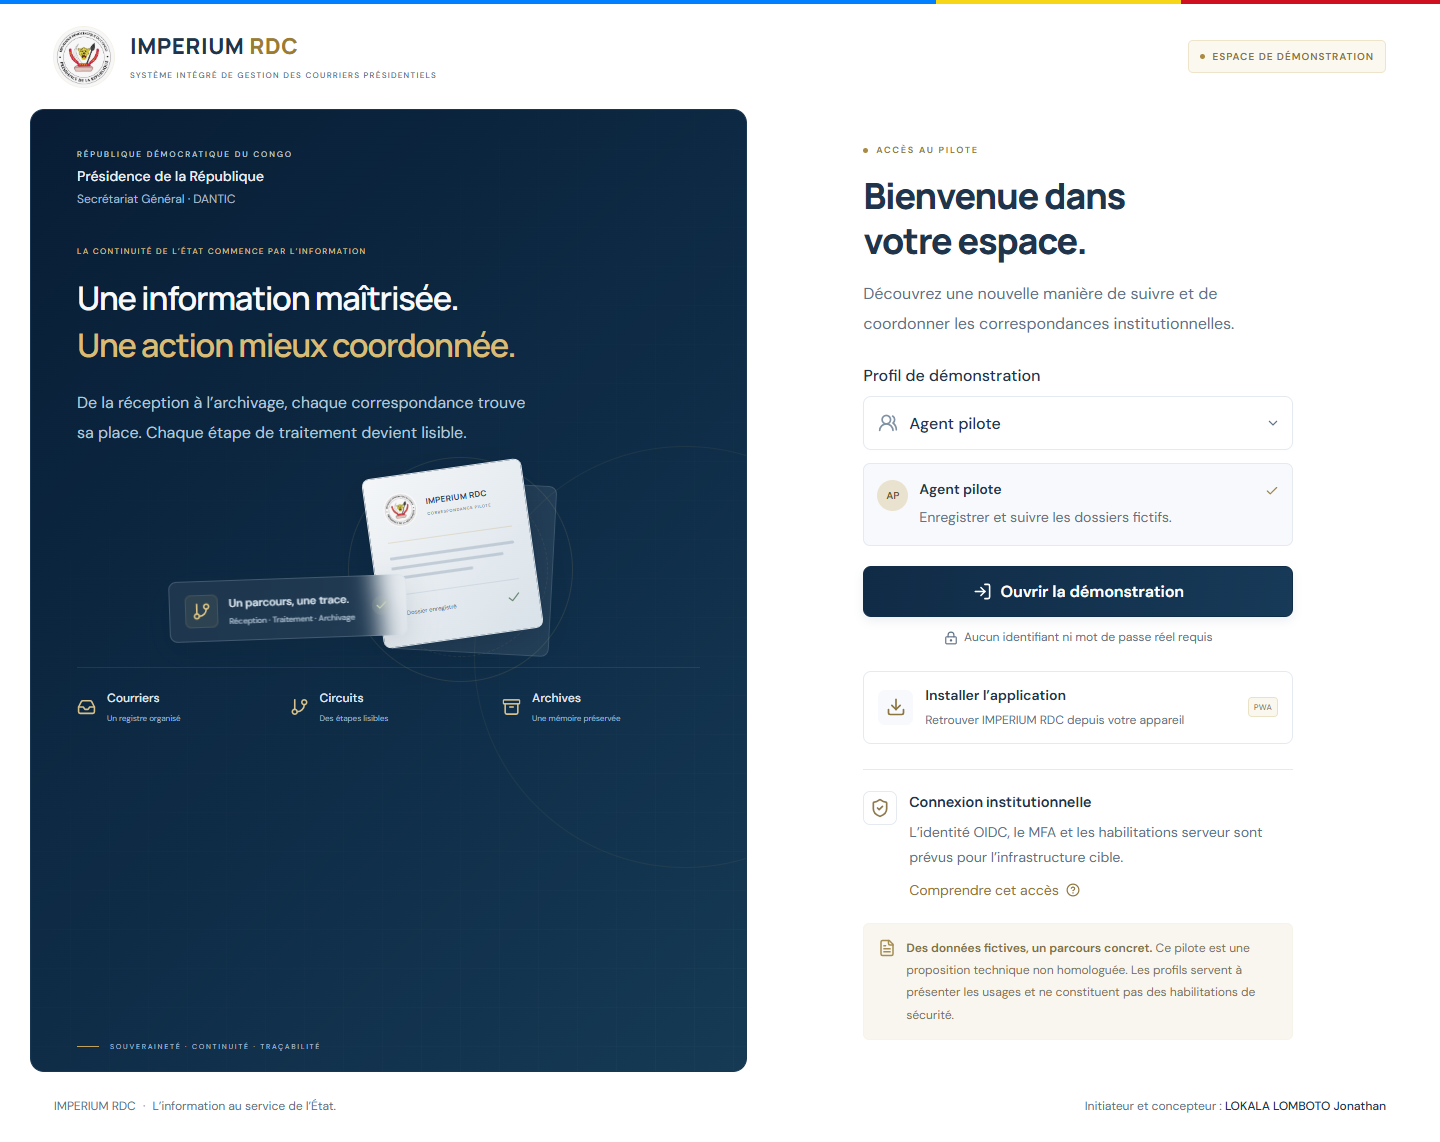 IMPERIUM RDC
SYSTÈME INTÉGRÉ DE GESTION DES COURRIERS PRÉSIDENTIELS
ESPACE DE DÉMONSTRATION
RÉPUBLIQUE DÉMOCRATIQUE DU CONGO
Présidence de la République
Secrétariat Général · DANTIC
LA CONTINUITÉ DE L’ÉTAT COMMENCE PAR L’INFORMATION
Une information maîtrisée.
Une action mieux coordonnée.
De la réception à l’archivage, chaque correspondance trouve
sa place. Chaque étape de traitement devient lisible.
IMPERIUM RDC
CORRESPONDANCE PILOTE
Dossier enregistré
Un parcours, une trace.
Réception · Traitement · Archivage
Courriers
Un registre organisé
Circuits
Des étapes lisibles
Archives
Une mémoire préservée
SOUVERAINETÉ · CONTINUITÉ · TRAÇABILITÉ
ACCÈS AU PILOTE
Bienvenue dans
votre espace.
Découvrez une nouvelle manière de suivre et de
coordonner les correspondances institutionnelles.
Profil de démonstration
Agent pilote
AP
Agent pilote
Enregistrer et suivre les dossiers fictifs.
Ouvrir la démonstration
Aucun identifiant ni mot de passe réel requis
Installer l’application
Retrouver IMPERIUM RDC depuis votre appareil
PWA
Connexion institutionnelle
L’identité OIDC, le MFA et les habilitations serveur sont
prévus pour l’infrastructure cible.
Comprendre cet accès
Des données fictives, un parcours concret. Ce pilote est une
proposition technique non homologuée. Les profils servent à
présenter les usages et ne constituent pas des habilitations de
sécurité.
IMPERIUM RDC · L’information au service de l’État.
Initiateur et concepteur : LOKALA LOMBOTO Jonathan